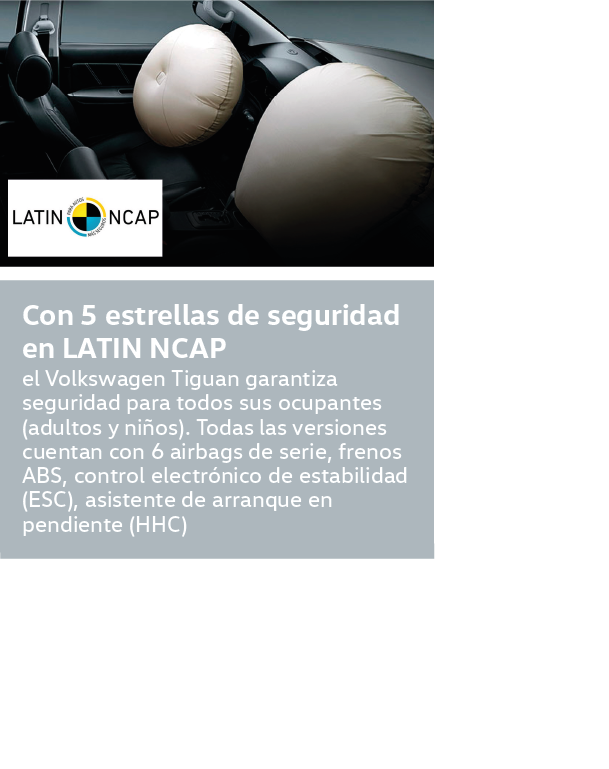 LATIN NCAP
Con 5 estrellas de seguridad
en LATIN NCAP
el Volkswagen Tiguan garantiza
seguridad para todos sus ocupantes
(adultos y niños). Todas las versiones
cuentan con 6 airbags de serie, frenos
ABS, control electrónico de estabilidad
(ESC), asistente de arranque en
pendiente (HHC)